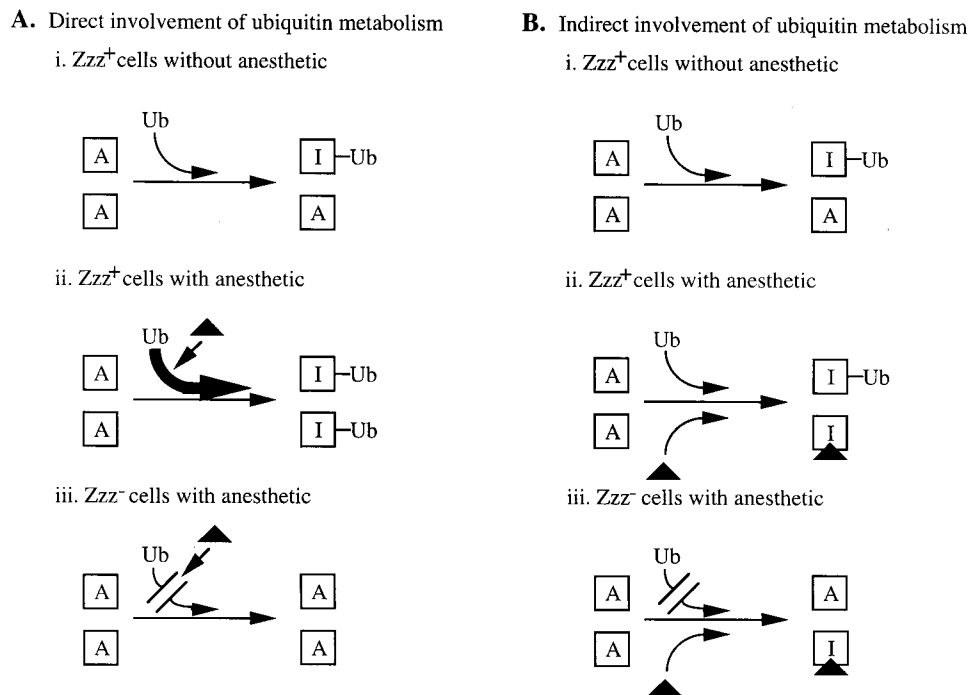 A. Direct involvement of ubiquitin metabolism
i. Zzz+ cells without anesthetic
Ub
A
I -Ub
A
A
ii. Zzz+ cells with anesthetic
Ub
A
I -Ub
A
I -Ub
iii. Zzz- cells with anesthetic
Ub
A
A
A
A
B. Indirect involvement of ubiquitin metabolism
i. Zzz+ cells without anesthetic
Ub
A
I -Ub
A
A
ii. Zzz+ cells with anesthetic
Ub
A
I -Ub
A
I
iii. Zzz- cells with anesthetic
Ub
A
A
A
I